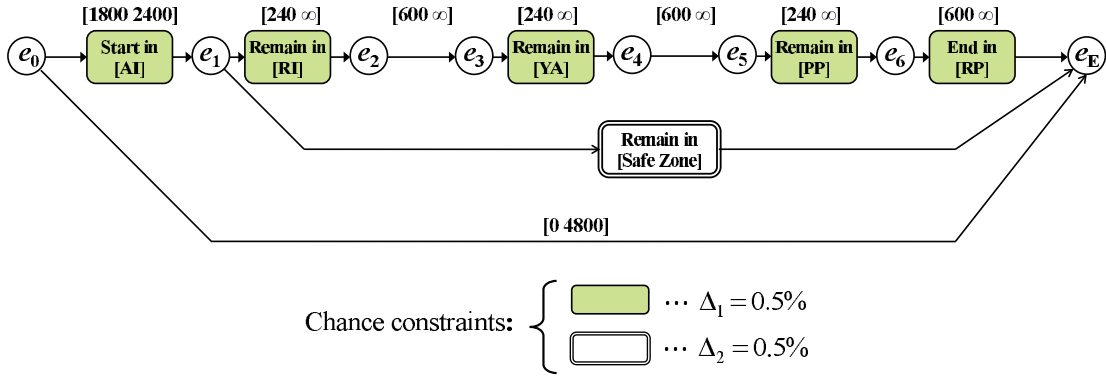 [1800 2400] [240 ∞] [600 ∞] [240 ∞] [600 ∞] [240 ∞] [600 ∞]
e0 Start in [AI] e1 Remain in [RI] e2 e3 Remain in [YA] e4 e5 Remain in [PP] e6 End in [RP] eE
Remain in
[Safe Zone]
[0 4800]
Chance constraints:
⋯ Δ1 = 0.5%
⋯ Δ2 = 0.5%